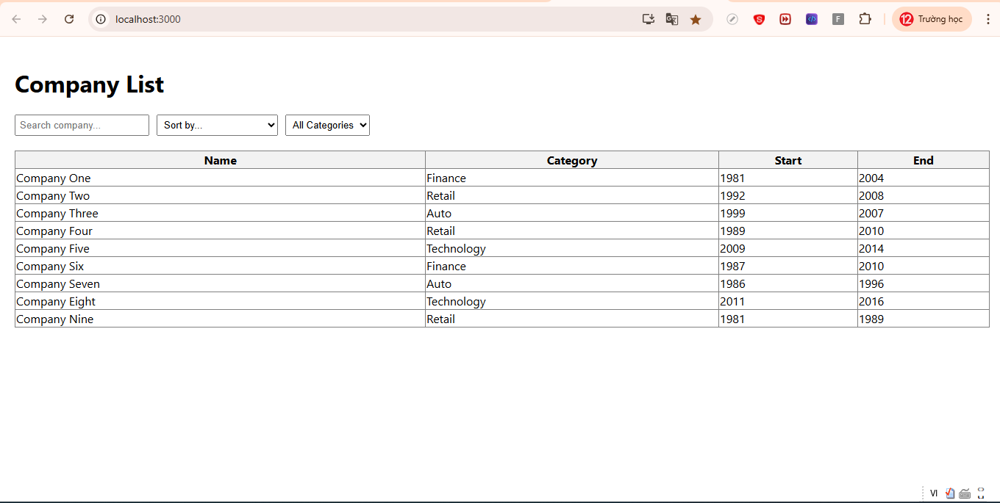 localhost:3000
S
F
12 Trường học
Company List
Search company... Sort by... All Categories
Name Category Start End
Company One Finance 1981 2004
Company Two Retail 1992 2008
Company Three Auto 1999 2007
Company Four Retail 1989 2010
Company Five Technology 2009 2014
Company Six Finance 1987 2010
Company Seven Auto 1986 1996
Company Eight Technology 2011 2016
Company Nine Retail 1981 1989
VI